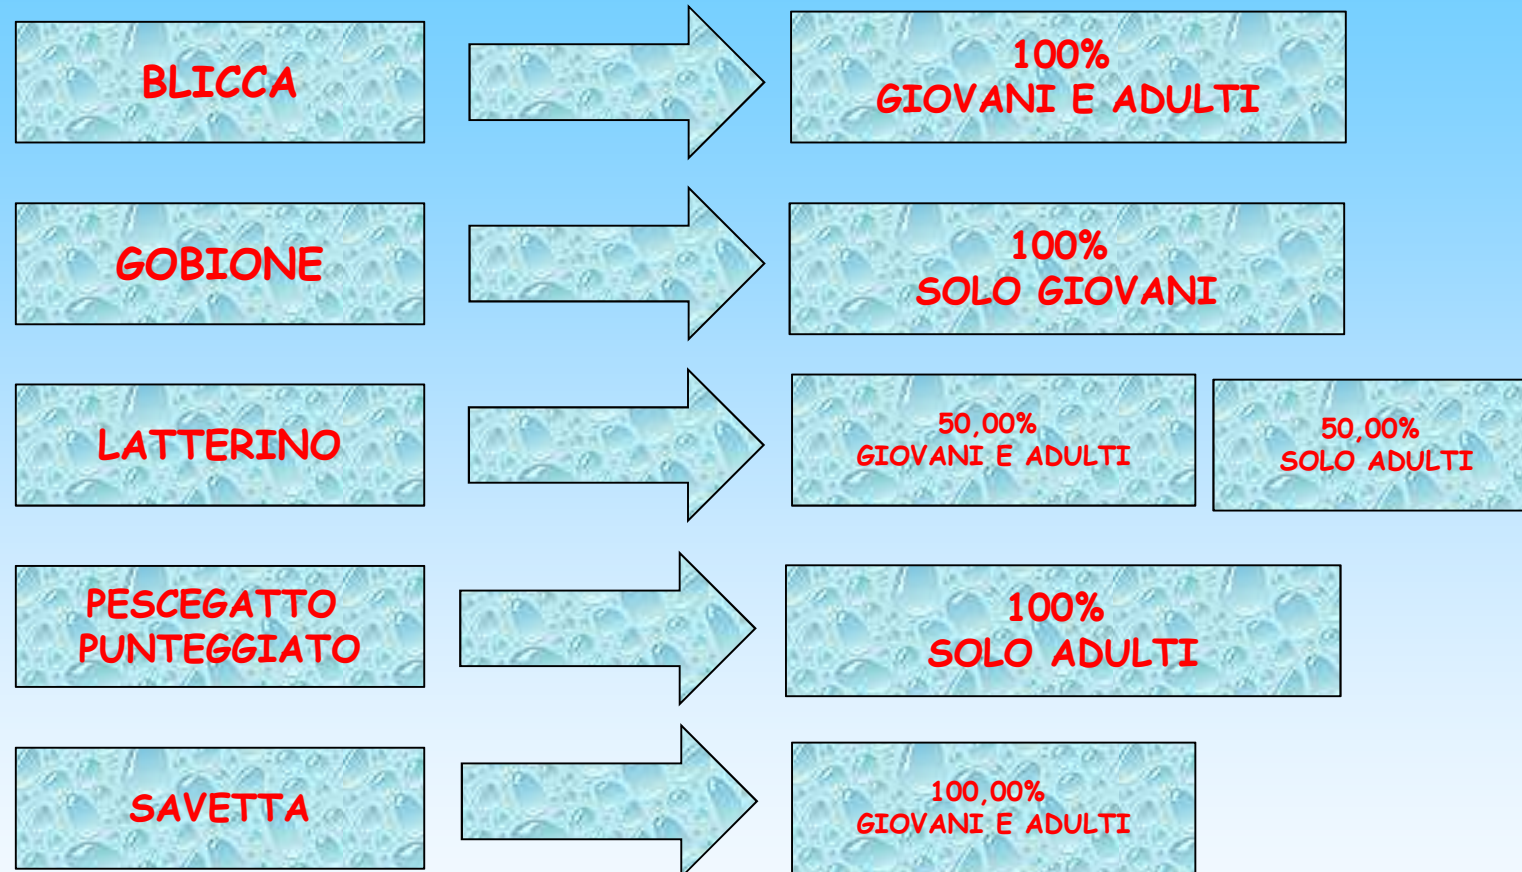 BLICCA
100%
GIOVANI E ADULTI
GOBIONE
100%
SOLO GIOVANI
LATTERINO
50,00%
GIOVANI E ADULTI
50,00%
SOLO ADULTI
PESCEGATTO
PUNTEGGIATO
100%
SOLO ADULTI
SAVETTA
100,00%
GIOVANI E ADULTI